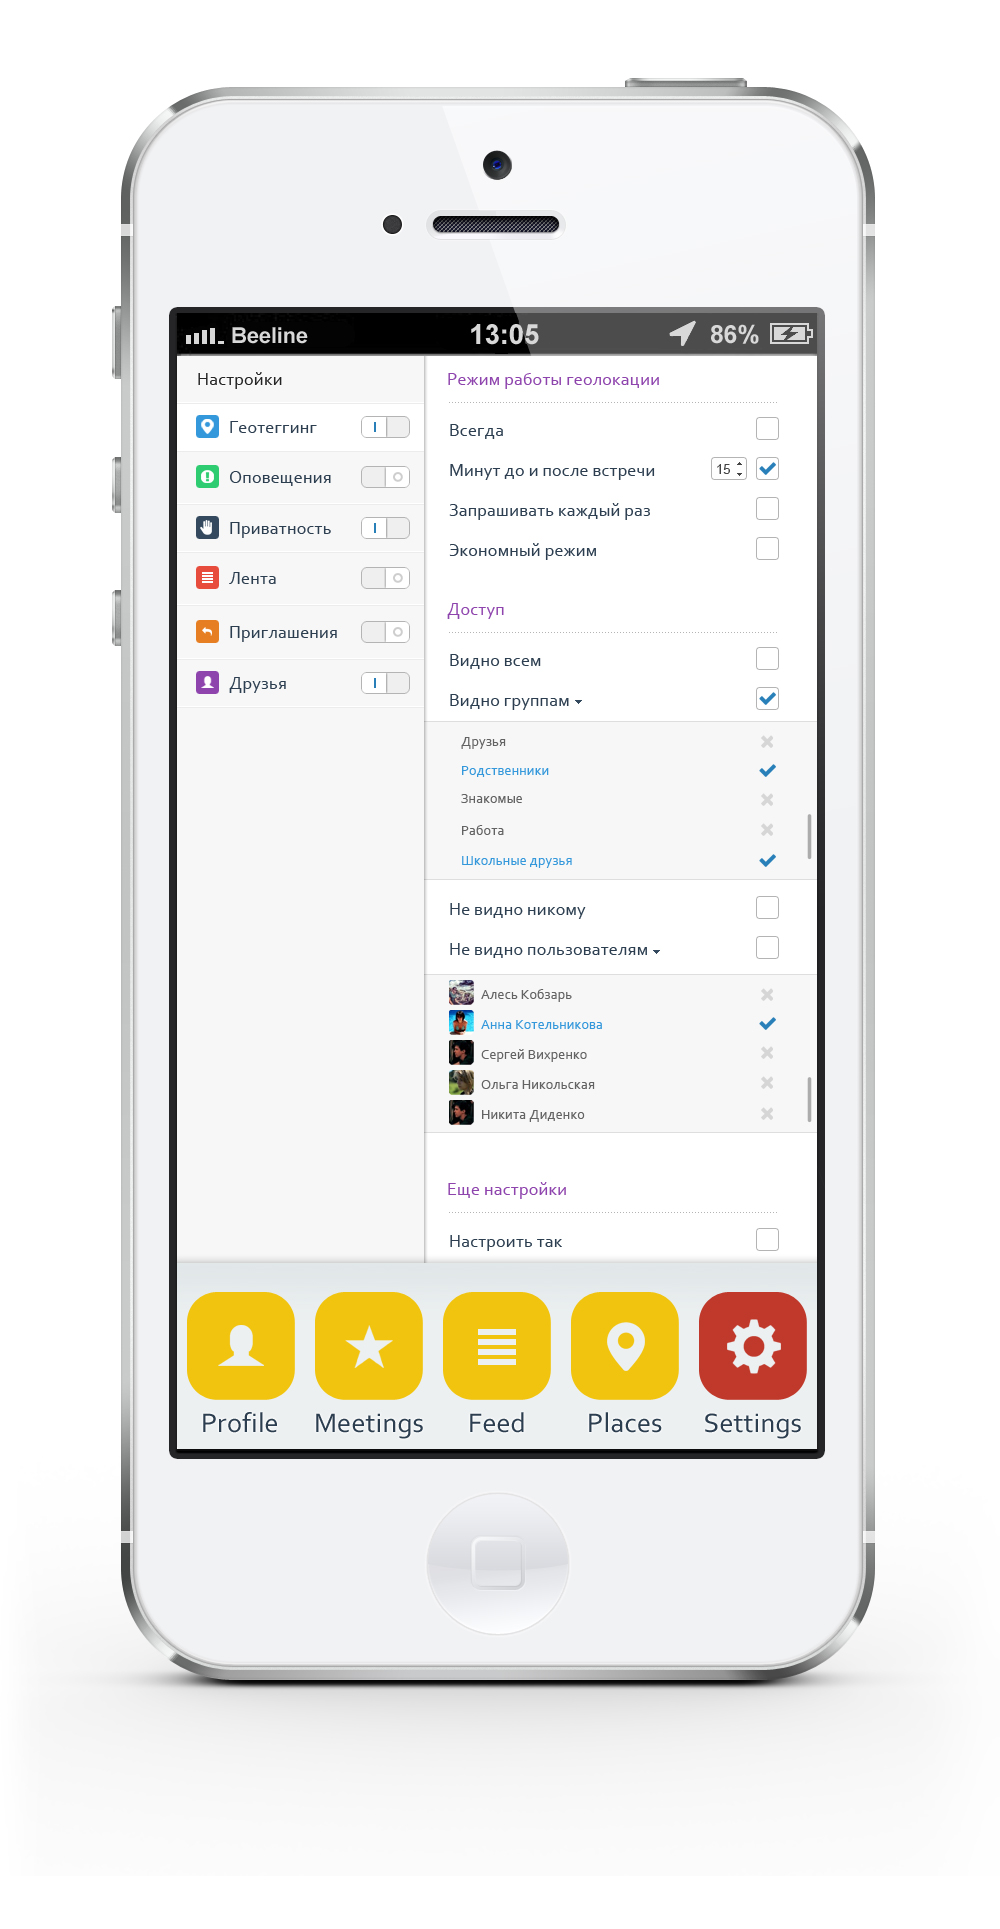 Beeline 13:05 86%
Настройки
Геотеггинг
Оповещения
Приватность
Лента
Приглашения
Друзья
Режим работы геолокации
Всегда
Минут до и после встречи 15
Запрашивать каждый раз
Экономный режим
Доступ
Видно всем
Видно группам
Друзья
Родственники
Знакомые
Работа
Школьные друзья
Не видно никому
Не видно пользователям
Алесь Кобзарь
Анна Котельникова
Сергей Вихренко
Ольга Никольская
Никита Диденко
Еще настройки
Настроить так
Profile Meetings Feed Places Settings